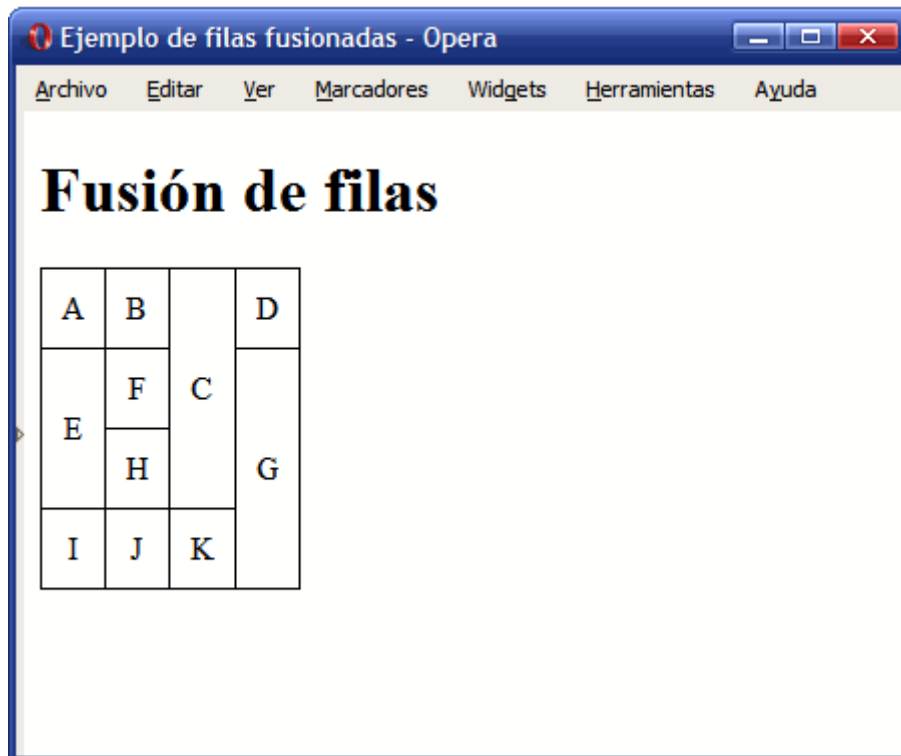 Ejemplo de filas fusionadas - Opera
Archivo Editar Ver Marcadores Widgets Herramientas Ayuda
Fusión de filas
A B C D
E F G
H
I J K